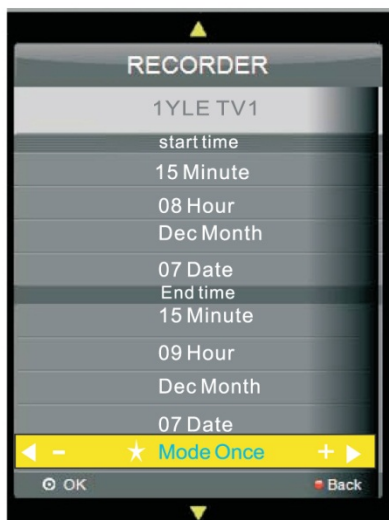 RECORDER
1YLE TV1
start time
15 Minute
08 Hour
Dec Month
07 Date
End time
15 Minute
09 Hour
Dec Month
07 Date
- ★ Mode Once +
OK Back